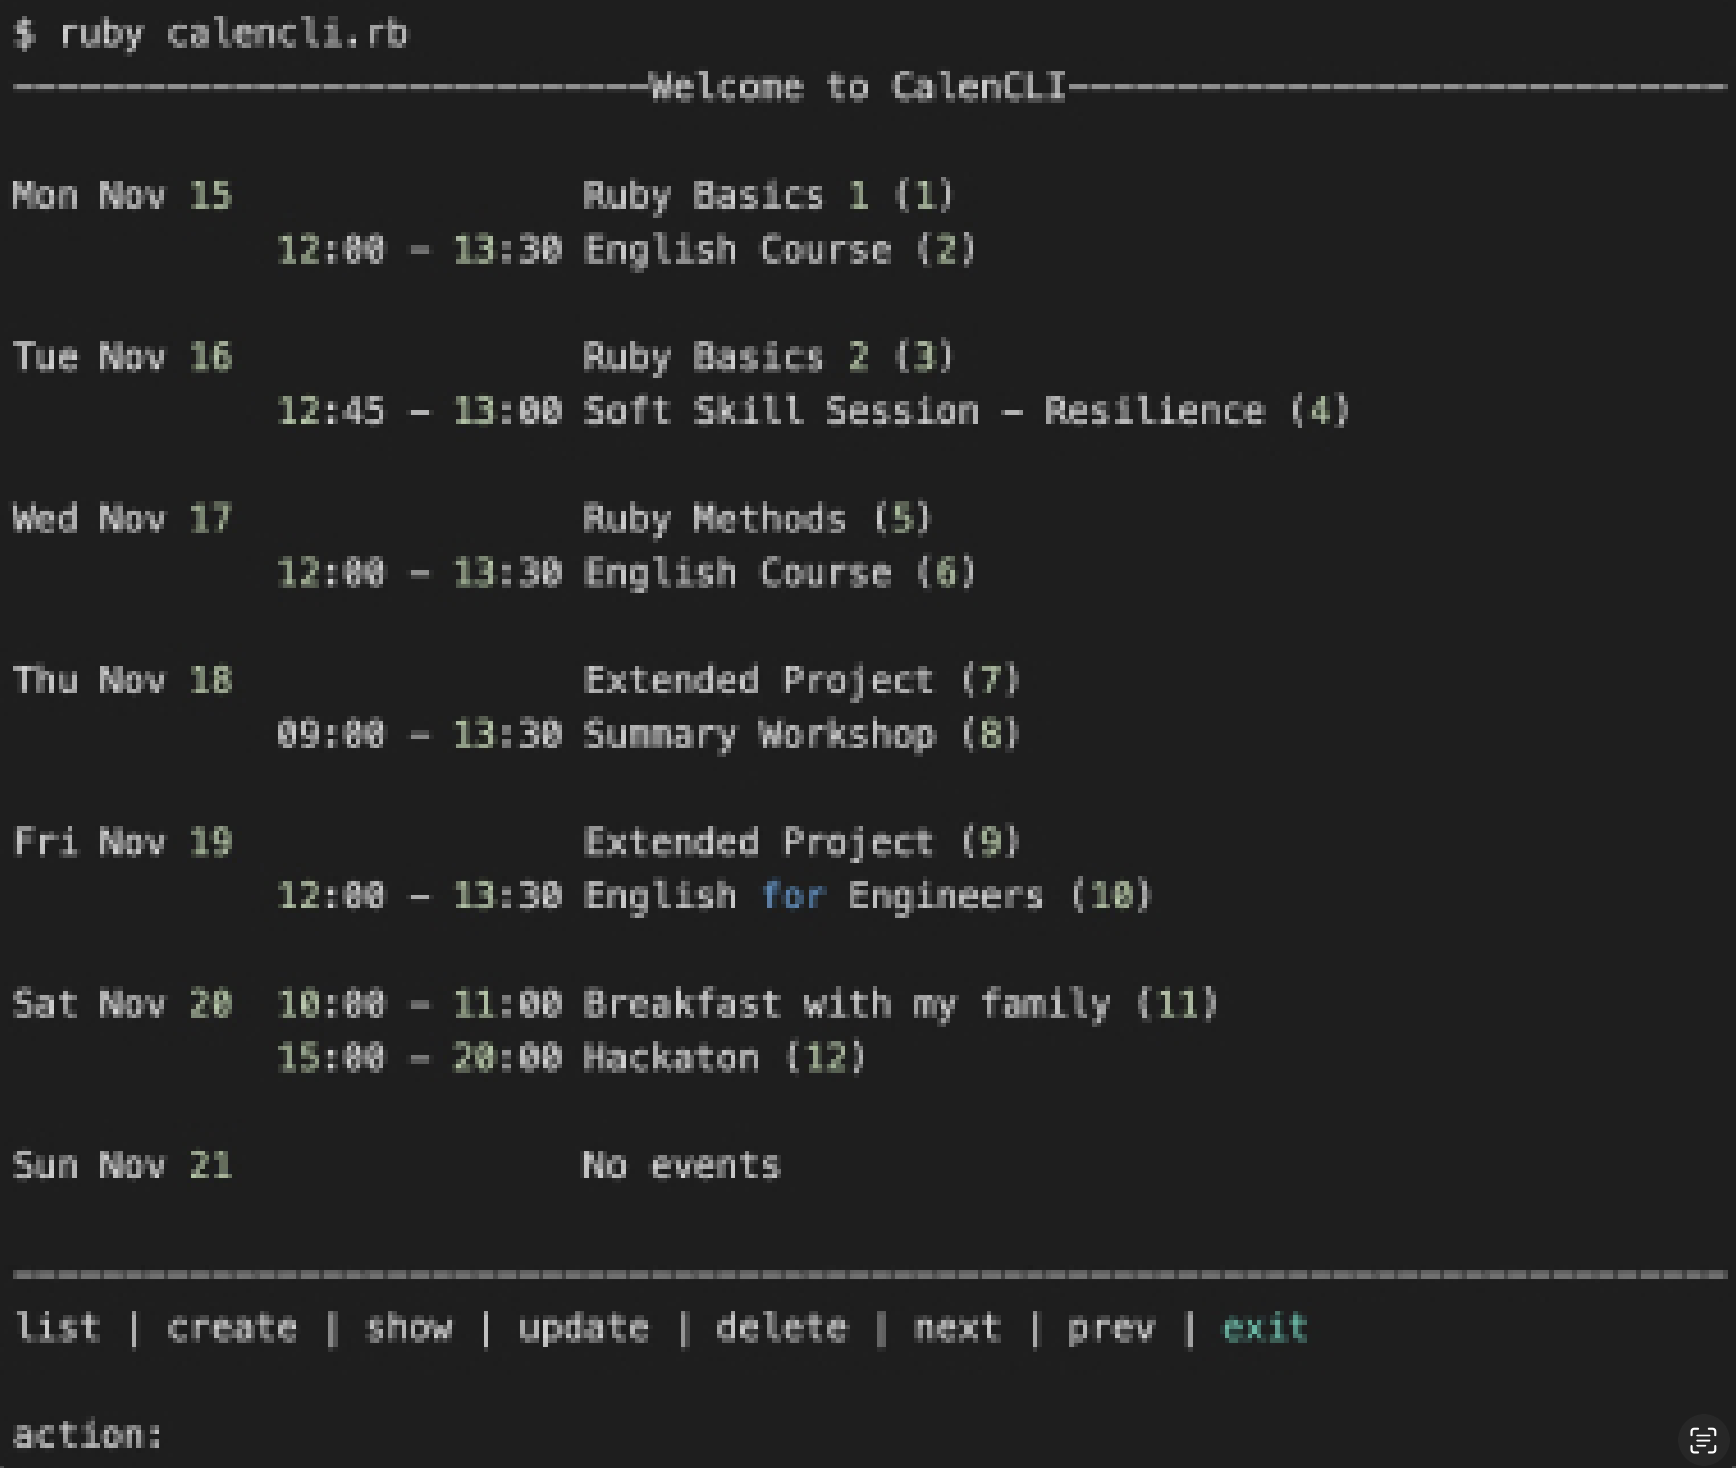 $ ruby calencli.rb
-----------------------------Welcome to CalenCLI------------------------------
Mon Nov 15                Ruby Basics 1 (1)
            12:00 - 13:30 English Course (2)
Tue Nov 16                Ruby Basics 2 (3)
            12:45 - 13:00 Soft Skill Session - Resilience (4)
Wed Nov 17                Ruby Methods (5)
            12:00 - 13:30 English Course (6)
Thu Nov 18                Extended Project (7)
            09:00 - 13:30 Summary Workshop (8)
Fri Nov 19                Extended Project (9)
            12:00 - 13:30 English for Engineers (10)
Sat Nov 20  10:00 - 11:00 Breakfast with my family (11)
            15:00 - 20:00 Hackaton (12)
Sun Nov 21                No events
------------------------------------------------------------------------------
list | create | show | update | delete | next | prev | exit
action: